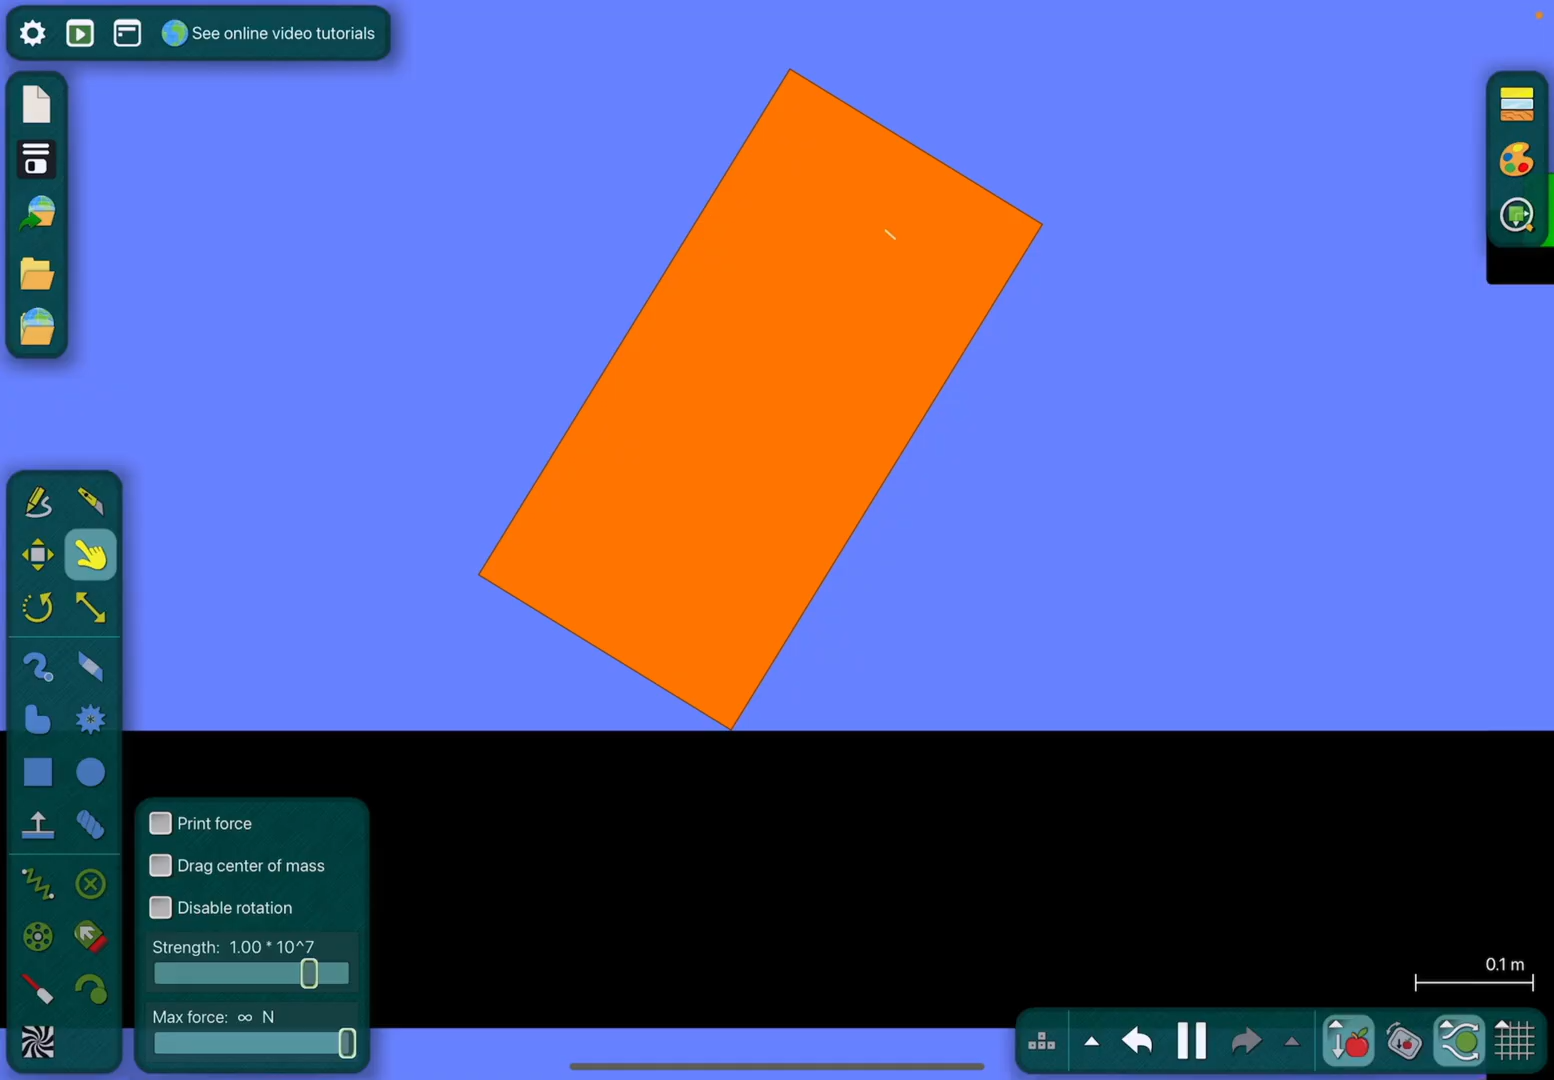 See online video tutorials
Print force
Drag center of mass
Disable rotation
Strength: 1.00 * 10^7
Max force: ∞ N
0.1 m